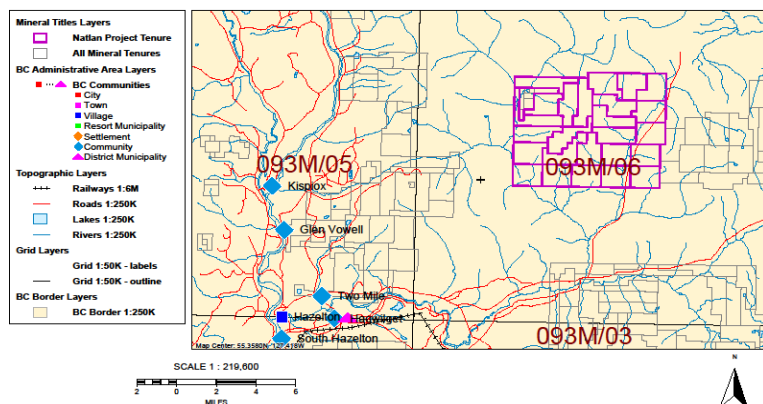 Mineral Titles Layers
Natlan Project Tenure
All Mineral Tenures
BC Administrative Area Layers
BC Communities
City
Town
Village
Resort Municipality
Settlement
Community
District Municipality
Topographic Layers
Railways 1:6M
Roads 1:250K
Lakes 1:250K
Rivers 1:250K
Grid Layers
Grid 1:50K - labels
Grid 1:50K - outline
BC Border Layers
BC Border 1:250K
093M/05
093M/06
Kispiox
Glen Vowell
Two Mile
Hazelton
South Hazelton
093M/03
Map Center: 55.3580N; 127.418W
SCALE 1 : 219,600
2 0 2 4 6
MILES
N